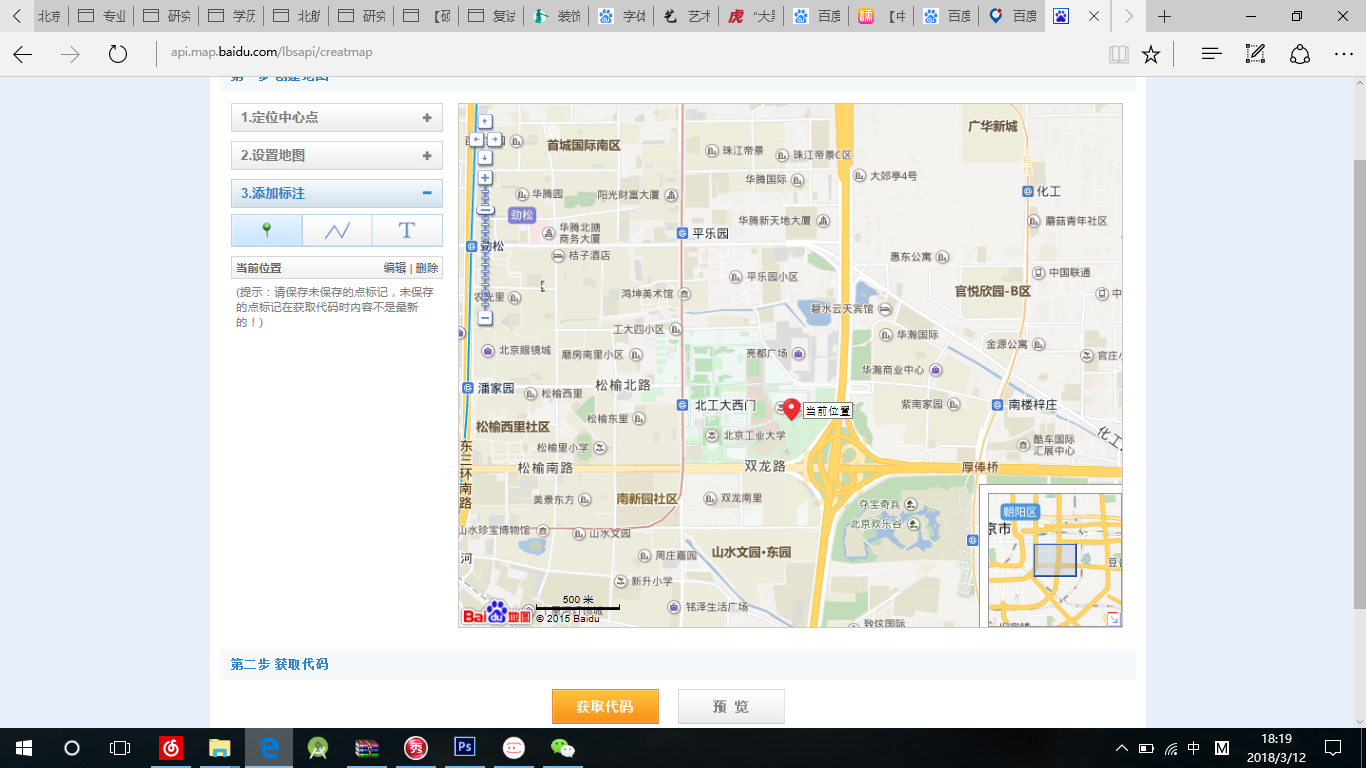 北京
专业
研究
学历
北航
研究
【硕
复试
装饰
字体
艺术
"大
百度
【中
百度
百度
api.map.baidu.com/lbsapi/creatmap
第一步 创建地图
1.定位中心点
2.设置地图
3.添加标注
T
当前位置
编辑 | 删除
(提示：请保存未保存的点标记，未保存
的点标记在获取代码时内容不是最新
的！)
首城国际南区
珠江帝景
珠江帝景C区
广华新城
华腾国际
大郊亭4号
化工
华腾园
阳光财富大厦
劲松
华腾新天地大厦
蘑菇青年社区
华腾北搪
商务大厦
平乐园
劲松
桔子酒店
惠东公寓
平乐园小区
中国联通
农光里
鸿坤美术馆
官悦欣园-B区
中
碧水云天宾馆
工大四小区
华瀚国际
金源公寓
北京眼镜城
磨房南里小区
亮都广场
官庄小
华瀚商业中心
潘家园
松榆北路
松榆西里
北工大西门
当前位置
紫南家园
南楼梓庄
松榆东里
松榆西里社区
北京工业大学
化工
酷车国际
汇展中心
东三环南路
松榆里小学
松榆南路
双龙路
厚俸桥
美景东方
南新园社区
双龙南里
夺宝奇兵
北京欢乐谷
朝阳区
京市
山水珍宝博物馆
山水文园
河
周庄嘉园
山水文园·东园
豆
新升小学
500 米
铭泽生活广场
Bai 地图
© 2015 Baidu
致炫国际
旧宫镇
第二步 获取代码
获取代码
预 览
秀
Ps
中
M
18:19
2018/3/12